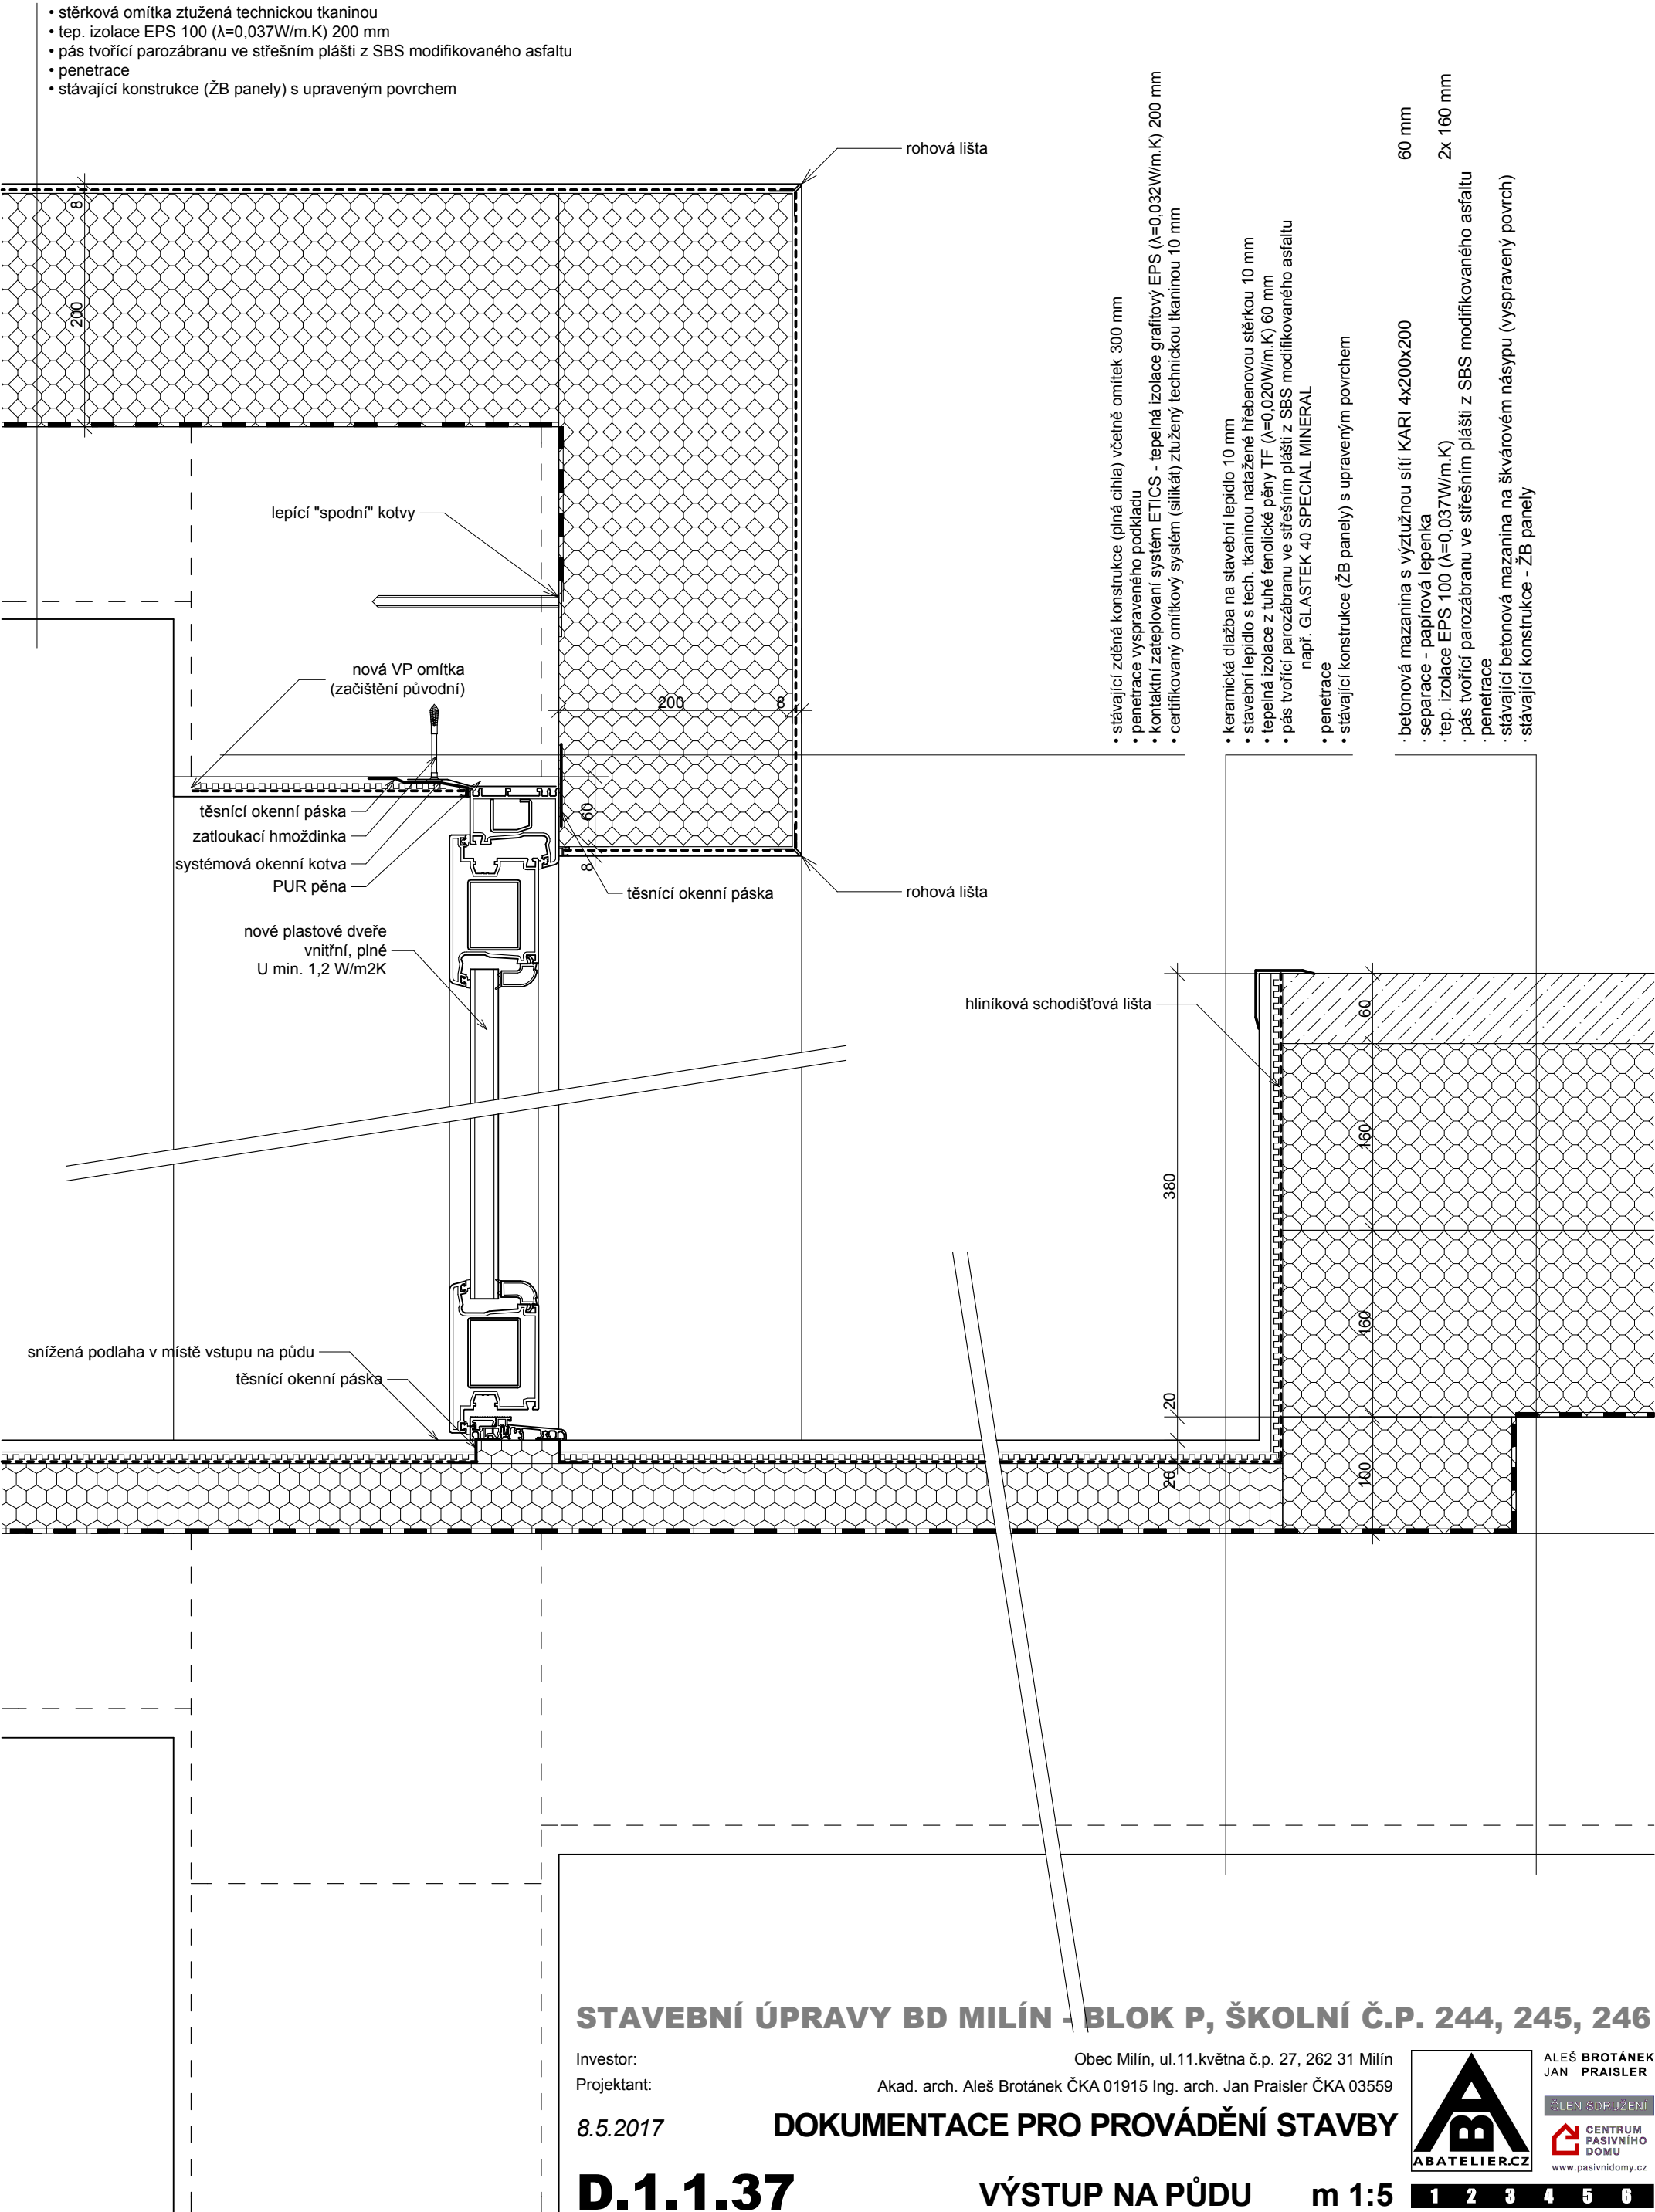 • stěrková omítka ztužená technickou tkaninou
• tep. izolace EPS 100 (λ=0,037W/m.K) 200 mm
• pás tvořící parozábranu ve střešním plášti z SBS modifikovaného asfaltu
• penetrace
• stávající konstrukce (ŽB panely) s upraveným povrchem
rohová lišta
8
200
lepící "spodní" kotvy
nová VP omítka
(začištění původní)
200
8
těsnící okenní páska
zatloukací hmoždinka
systémová okenní kotva
PUR pěna
60
8
těsnící okenní páska
rohová lišta
nové plastové dveře
vnitřní, plné
U min. 1,2 W/m2K
• stávající zděná konstrukce (plná cihla) včetně omítek 300 mm
• penetrace vyspraveného podkladu
• kontaktní zateplovaní systém ETICS - tepelná izolace grafitový EPS (λ=0,032W/m.K) 200 mm
• certifikovaný omítkový systém (silikát) ztužený technickou tkaninou 10 mm
• keramická dlažba na stavební lepidlo 10 mm
• stavební lepidlo s tech. tkaninou natažené hřebenovou stěrkou 10 mm
• tepelná izolace z tuhé fenolické pěny TF (λ=0,020W/m.K) 60 mm
• pás tvořící parozábranu ve střešním plášti z SBS modifikovaného asfaltu
např. GLASTEK 40 SPECIAL MINERAL
• penetrace
• stávající konstrukce (ŽB panely) s upraveným povrchem
· betonová mazanina s výztužnou sítí KARI 4x200x200 60 mm
· separace - papírová lepenka
· tep. izolace EPS 100 (λ=0,037W/m.K) 2x 160 mm
· pás tvořící parozábranu ve střešním plášti z SBS modifikovaného asfaltu
· penetrace
· stávající betonová mazanina na škvárovém násypu (vyspravený povrch)
· stávající konstrukce - ŽB panely
hliníková schodišťová lišta
60
160
380
160
20
20
100
snížená podlaha v místě vstupu na půdu
těsnící okenní páska
STAVEBNÍ ÚPRAVY BD MILÍN - BLOK P, ŠKOLNÍ Č.P. 244, 245, 246
Investor: Obec Milín, ul.11.května č.p. 27, 262 31 Milín
Projektant: Akad. arch. Aleš Brotánek ČKA 01915 Ing. arch. Jan Praisler ČKA 03559
8.5.2017 DOKUMENTACE PRO PROVÁDĚNÍ STAVBY
D.1.1.37 VÝSTUP NA PŮDU m 1:5
ABA
ABATELIER.CZ
ALEŠ BROTÁNEK
JAN PRAISLER
ČLEN SDRUŽENÍ
CENTRUM
PASIVNÍHO
DOMU
www.pasivnidomy.cz
1 2 3 4 5 6